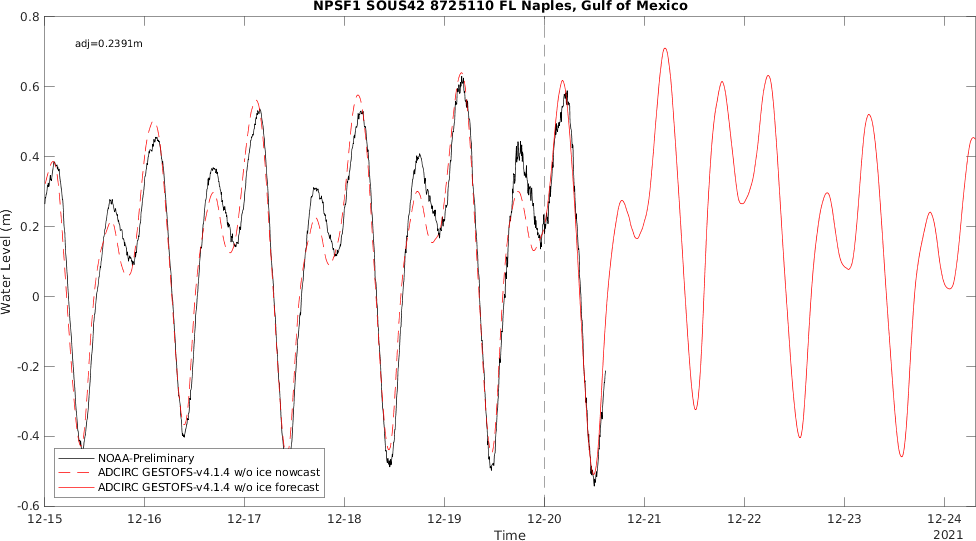 NPSF1 SOUS42 8725110 FL Naples, Gulf of Mexico
adj=0.2391m
0.8
0.6
0.4
0.2
0
-0.2
-0.4
-0.6
Water Level (m)
NOAA-Preliminary
ADCIRC GESTOFS-v4.1.4 w/o ice nowcast
ADCIRC GESTOFS-v4.1.4 w/o ice forecast
12-15 12-16 12-17 12-18 12-19 12-20 12-21 12-22 12-23 12-24
Time
2021